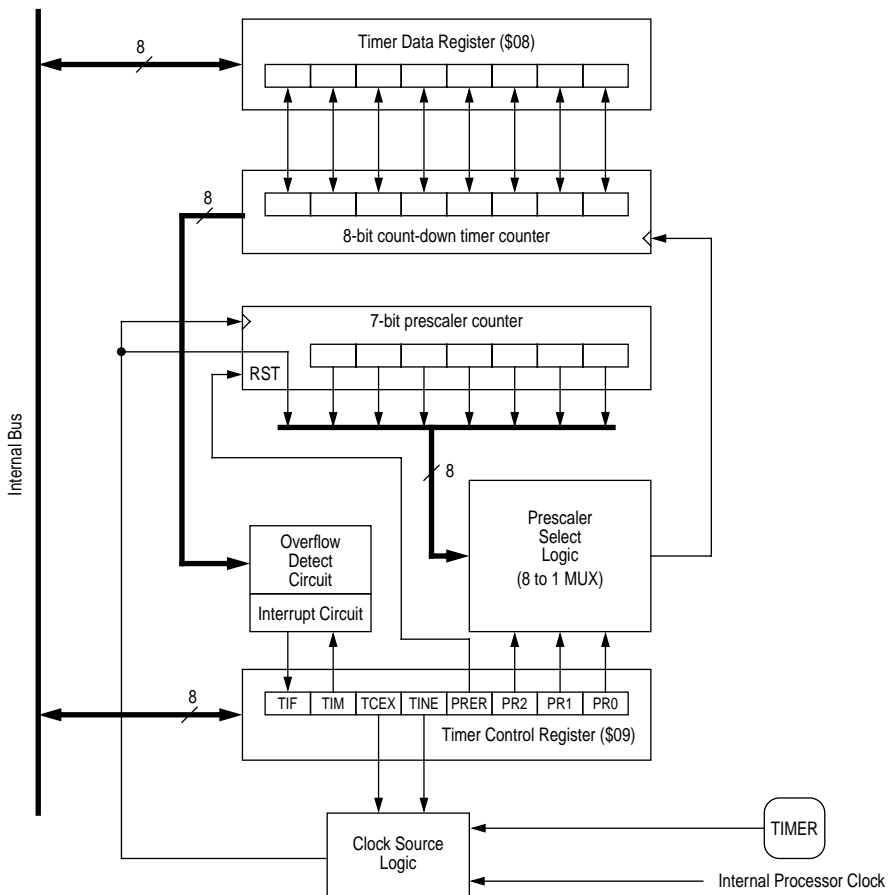 Timer Data Register ($08)
8
8
8-bit count-down timer counter
7-bit prescaler counter
RST
Internal Bus
8
Prescaler
Select
Logic
(8 to 1 MUX)
Overflow
Detect
Circuit
Interrupt Circuit
8
TIF TIM TCEX TINE PRER PR2 PR1 PR0
Timer Control Register ($09)
Clock Source
Logic
TIMER
Internal Processor Clock